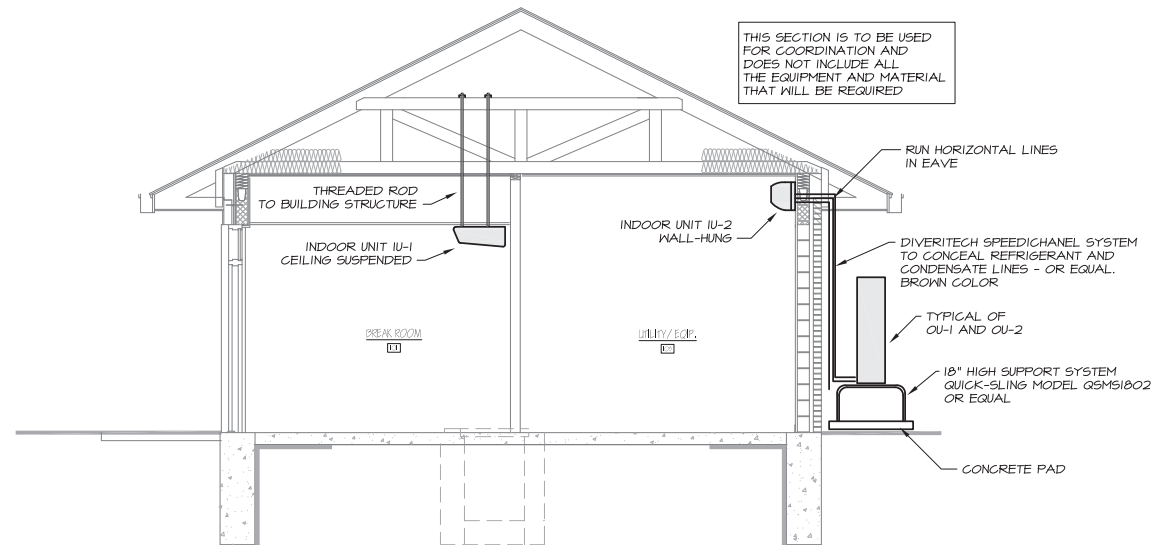 THIS SECTION IS TO BE USED
FOR COORDINATION AND
DOES NOT INCLUDE ALL
THE EQUIPMENT AND MATERIAL
THAT WILL BE REQUIRED
RUN HORIZONTAL LINES
IN EAVE
THREADED ROD
TO BUILDING STRUCTURE
INDOOR UNIT IU-2
WALL-HUNG
INDOOR UNIT IU-1
CEILING SUSPENDED
DIVERITECH SPEEDICHANEL SYSTEM
TO CONCEAL REFRIGERANT AND
CONDENSATE LINES - OR EQUAL.
BROWN COLOR
TYPICAL OF
OU-1 AND OU-2
BREAK ROOM
101
UTILITY / EQIP.
103
18" HIGH SUPPORT SYSTEM
QUICK-SLING MODEL QSMS1802
OR EQUAL
CONCRETE PAD